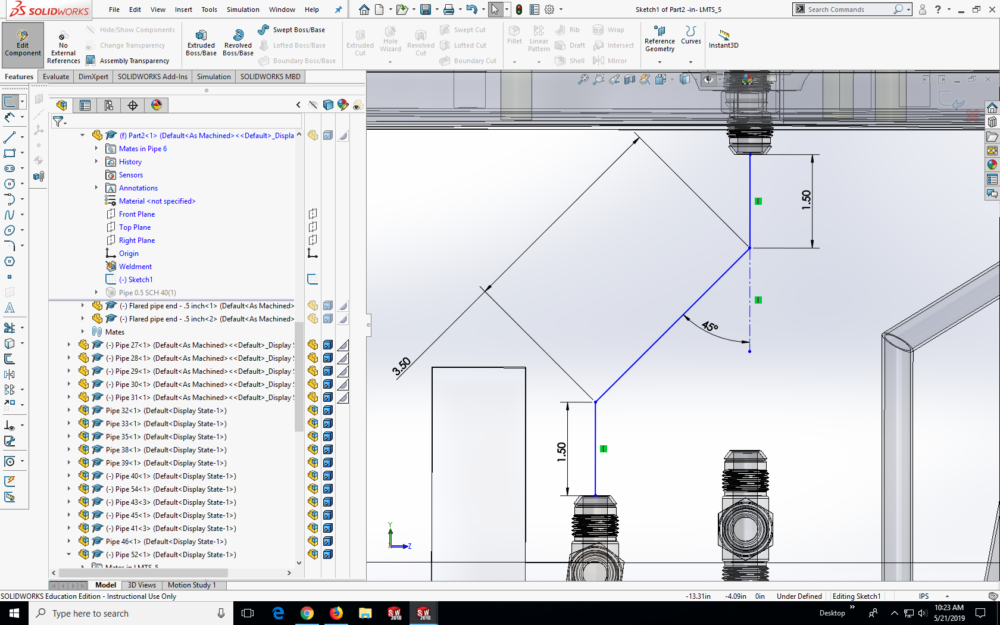 SOLIDWORKS
File Edit View Insert Tools Simulation Window Help
Sketch1 of Part2 -in- LMTS_5
Search Commands
?
Edit Component
No External References
Hide/Show Components
Change Transparency
Assembly Transparency
Extruded Boss/Base
Revolved Boss/Base
Swept Boss/Base
Lofted Boss/Base
Boundary Boss/Base
Extruded Cut
Hole Wizard
Revolved Cut
Swept Cut
Lofted Cut
Boundary Cut
Fillet
Linear Pattern
Rib
Draft
Shell
Wrap
Intersect
Mirror
Reference Geometry
Curves
Instant3D
Features Evaluate DimXpert SOLIDWORKS Add-Ins Simulation SOLIDWORKS MBD
(f) Part2<1> (Default<As Machined><<Default>_Displa
Mates in Pipe 6
History
Sensors
Annotations
Material <not specified>
Front Plane
Top Plane
Right Plane
Origin
Weldment
(-) Sketch1
Pipe 0.5 SCH 40(1)
(-) Flared pipe end - .5 inch<1> (Default<As Machined>
(-) Flared pipe end - .5 inch<2> (Default<As Machined>
Mates
(-) Pipe 27<1> (Default<As Machined><<Default>_Display
(-) Pipe 28<1> (Default<As Machined><<Default>_Display
(-) Pipe 29<1> (Default<As Machined><<Default>_Display
(-) Pipe 30<1> (Default<As Machined><<Default>_Display
(-) Pipe 31<1> (Default<As Machined><<Default>_Display
Pipe 32<1> (Default<Display State-1>)
Pipe 33<1> (Default<Display State-1>)
Pipe 35<1> (Default<Display State-1>)
Pipe 38<1> (Default<Display State-1>)
Pipe 39<1> (Default<Display State-1>)
(-) Pipe 40<1> (Default<Display State-1>)
(-) Pipe 54<1> (Default<Display State-1>)
(-) Pipe 43<3> (Default<Display State-1>)
(-) Pipe 45<1> (Default<Display State-1>)
(-) Pipe 41<3> (Default<Display State-1>)
Pipe 46<1> (Default<Display State-1>)
(-) Pipe 52<1> (Default<Display State-1>)
Mates in LMTS_5
1.50
45°
3.50
1.50
Y
Z
Model 3D Views Motion Study 1
SOLIDWORKS Education Edition - Instructional Use Only
-13.31in -4.09in 0in Under Defined Editing Sketch1 IPS
Type here to search
SW 2018
SW 2018
Desktop
10:23 AM
5/21/2019